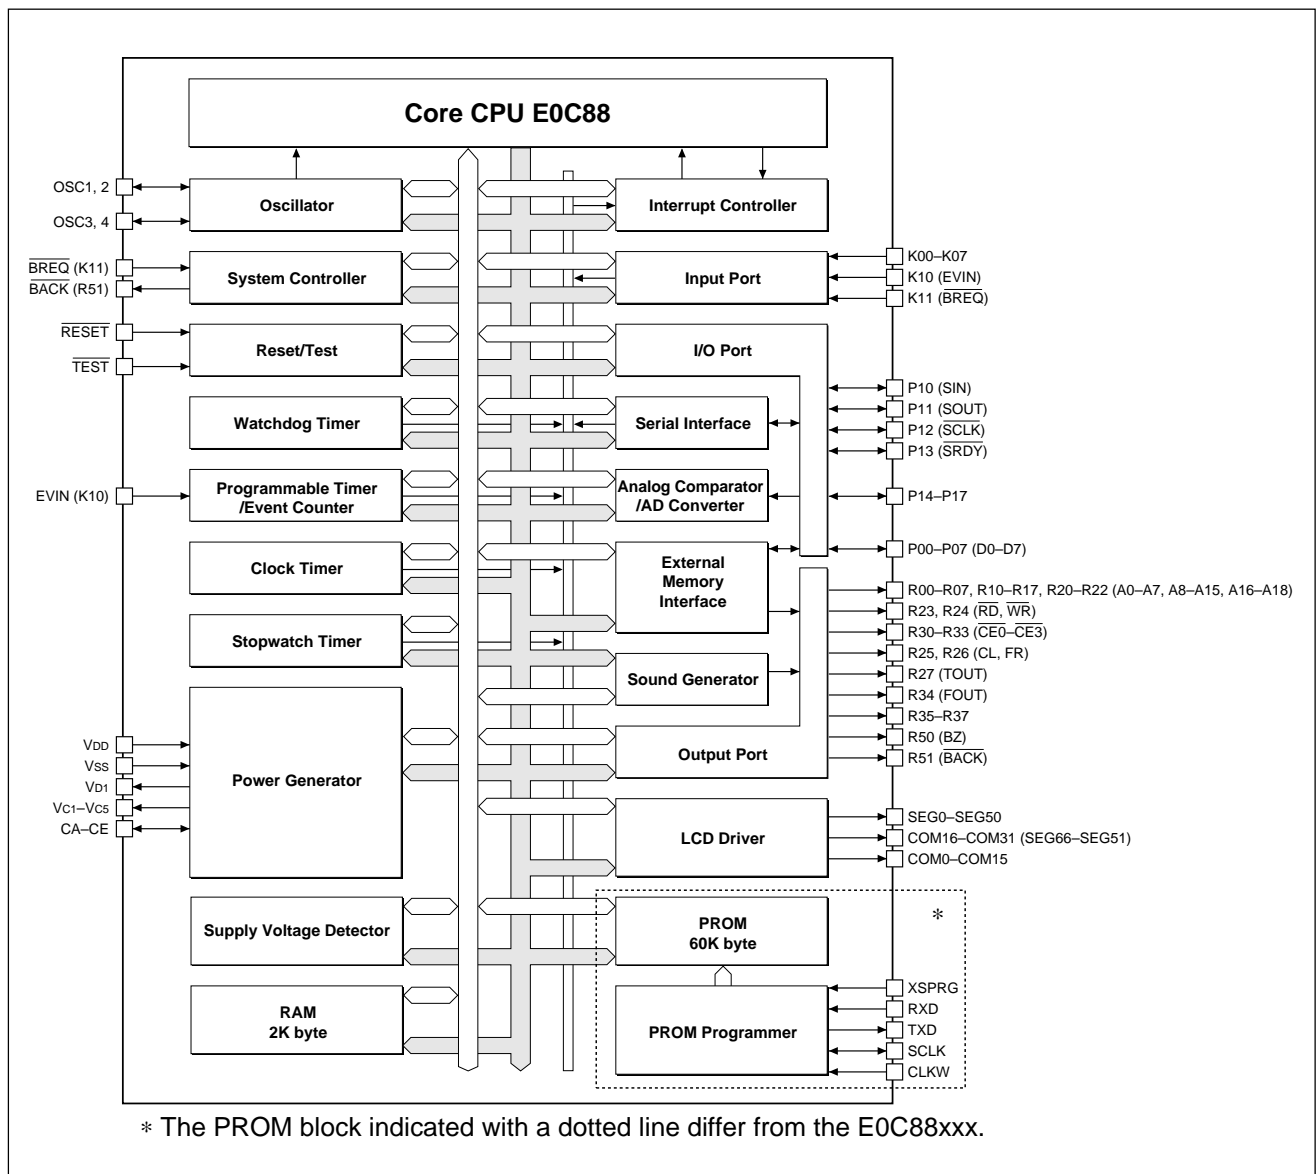 Core CPU E0C88
OSC1, 2
OSC3, 4
Oscillator
Interrupt Controller
BREQ (K11)
BACK (R51)
System Controller
Input Port
K00–K07
K10 (EVIN)
K11 (BREQ)
RESET
TEST
Reset/Test
I/O Port
P10 (SIN)
P11 (SOUT)
P12 (SCLK)
P13 (SRDY)
Watchdog Timer
Serial Interface
EVIN (K10)
Programmable Timer
/Event Counter
Analog Comparator
/AD Converter
P14–P17
Clock Timer
External
Memory
Interface
P00–P07 (D0–D7)
R00–R07, R10–R17, R20–R22 (A0–A7, A8–A15, A16–A18)
R23, R24 (RD, WR)
R30–R33 (CE0–CE3)
R25, R26 (CL, FR)
R27 (TOUT)
R34 (FOUT)
R35–R37
R50 (BZ)
R51 (BACK)
Stopwatch Timer
Sound Generator
Output Port
VDD
VSS
VD1
VC1–VC5
CA–CE
Power Generator
LCD Driver
SEG0–SEG50
COM16–COM31 (SEG66–SEG51)
COM0–COM15
Supply Voltage Detector
PROM
60K byte
*
RAM
2K byte
PROM Programmer
XSPRG
RXD
TXD
SCLK
CLKW
* The PROM block indicated with a dotted line differ from the E0C88xxx.